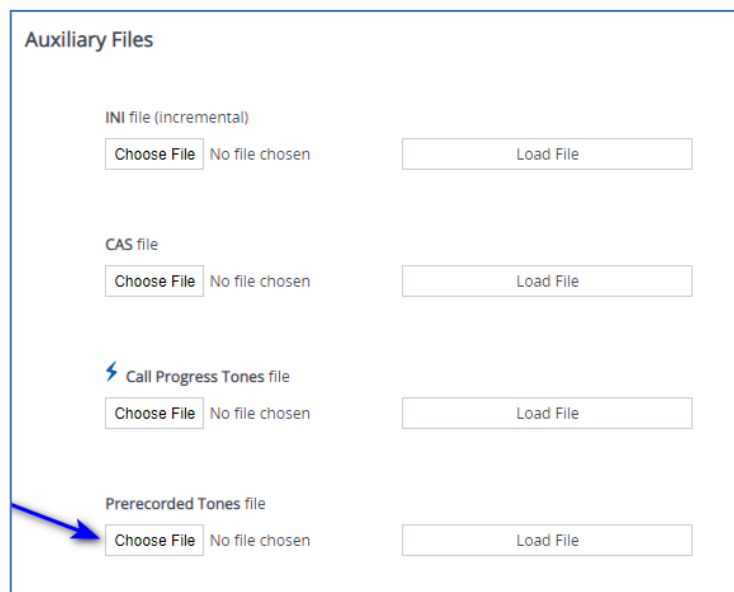 Auxiliary Files
INI file (incremental)
Choose File No file chosen Load File
CAS file
Choose File No file chosen Load File
Call Progress Tones file
Choose File No file chosen Load File
Prerecorded Tones file
Choose File No file chosen Load File